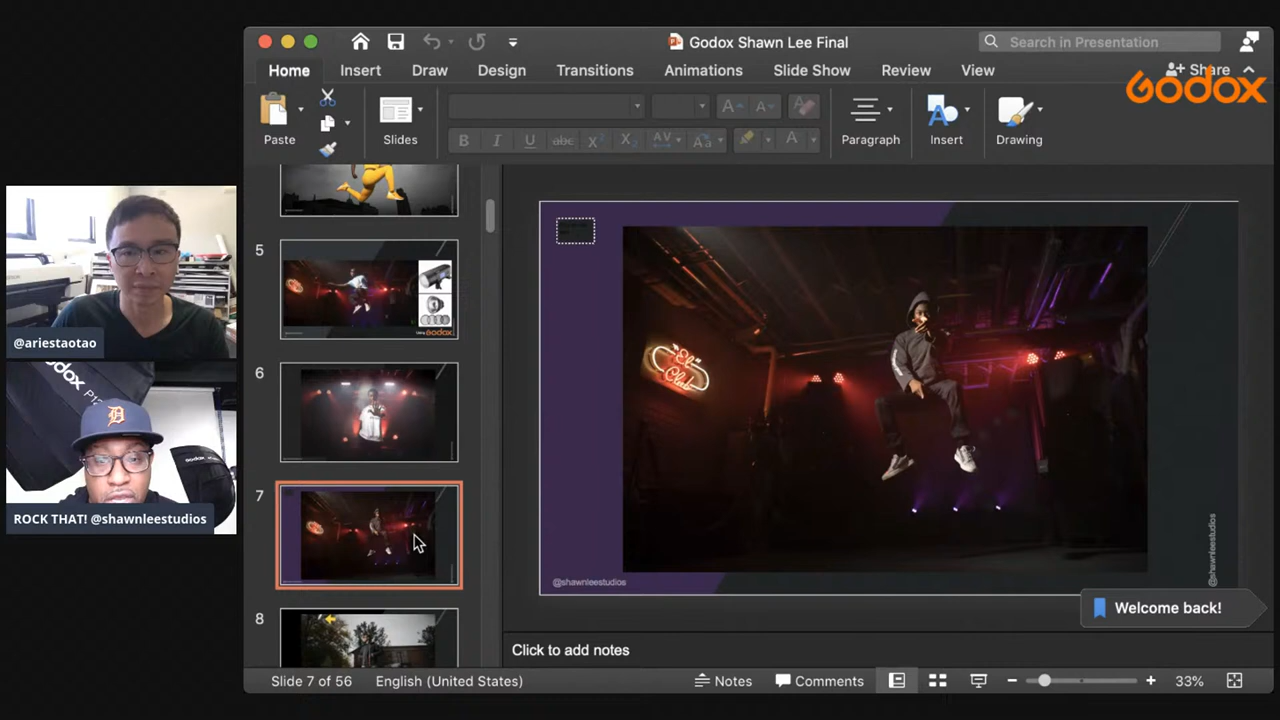 Godox Shawn Lee Final
Search in Presentation
Home Insert Draw Design Transitions Animations Slide Show Review View
Share
Godox
Paste
Slides
Paragraph
Insert
Drawing
5
6
7
8
"El"
Club
@shawnleestudios
@shawnleestudios
Welcome back!
Click to add notes
Slide 7 of 56
English (United States)
Notes
Comments
33%
@ariestaotao
ROCK THAT! @shawnleestudios